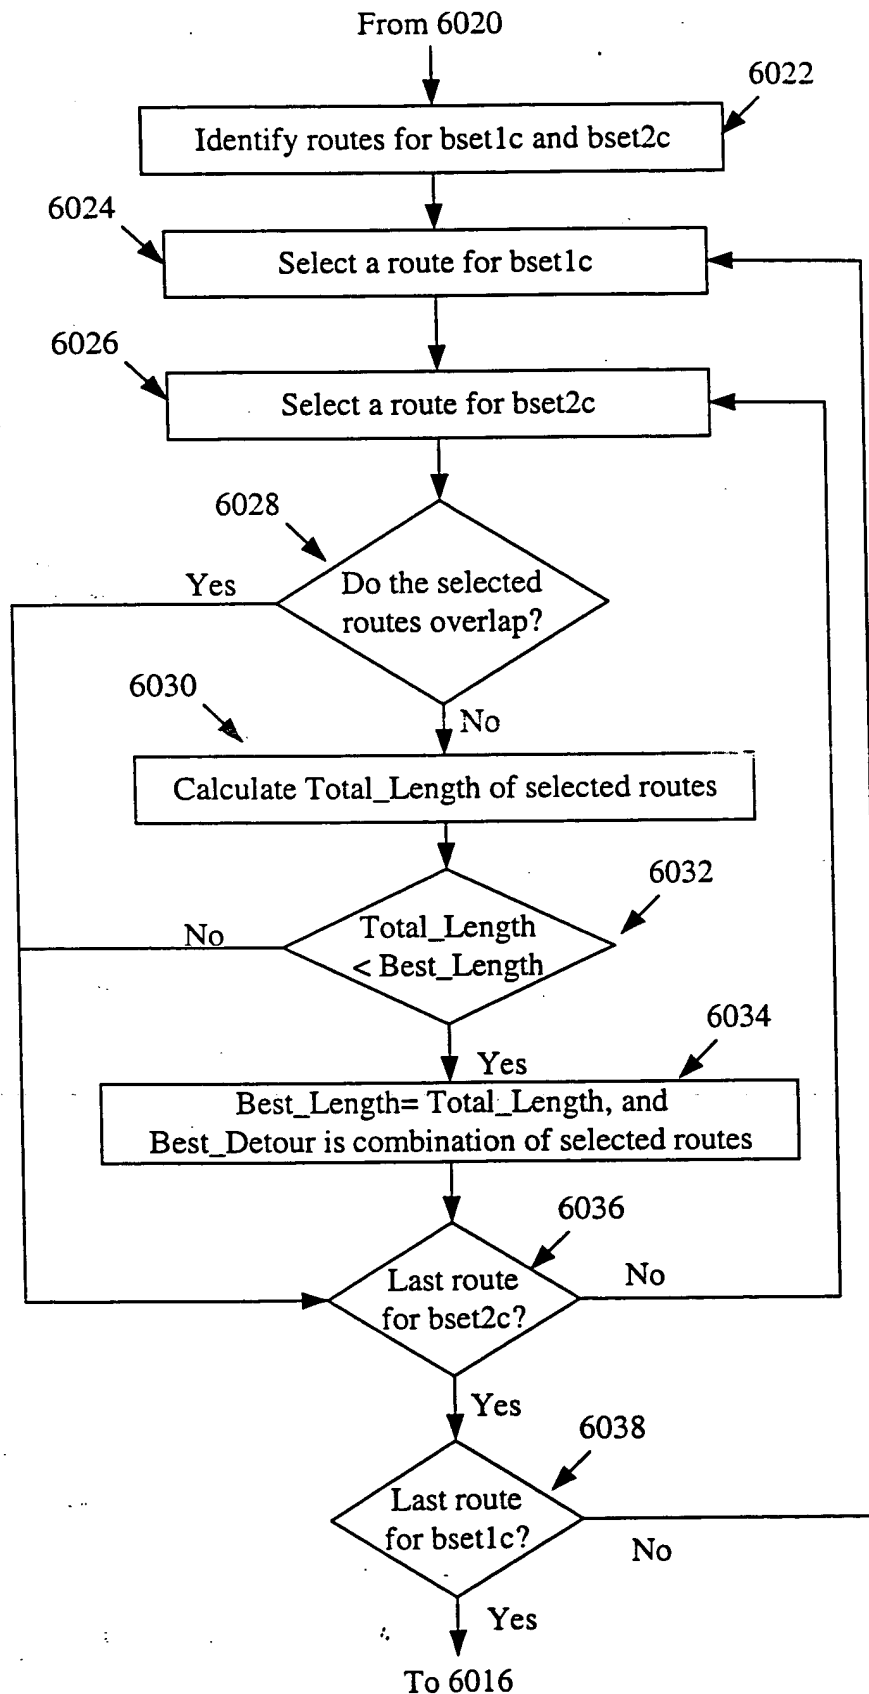 From 6020
6022
Identify routes for bset1c and bset2c
6024
Select a route for bset1c
6026
Select a route for bset2c
6028
Yes
Do the selected
routes overlap?
6030
No
Calculate Total_Length of selected routes
6032
No
Total_Length
< Best_Length
6034
Yes
Best_Length= Total_Length, and
Best_Detour is combination of selected routes
6036
Last route
for bset2c?
No
Yes
6038
Last route
for bset1c?
No
Yes
To 6016